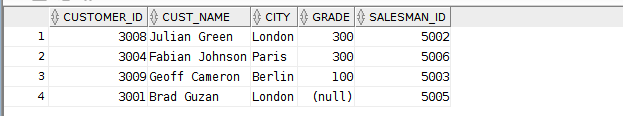 CUSTOMER_ID CUST_NAME CITY GRADE SALESMAN_ID
1 3008 Julian Green London 300 5002
2 3004 Fabian Johnson Paris 300 5006
3 3009 Geoff Cameron Berlin 100 5003
4 3001 Brad Guzan London (null) 5005